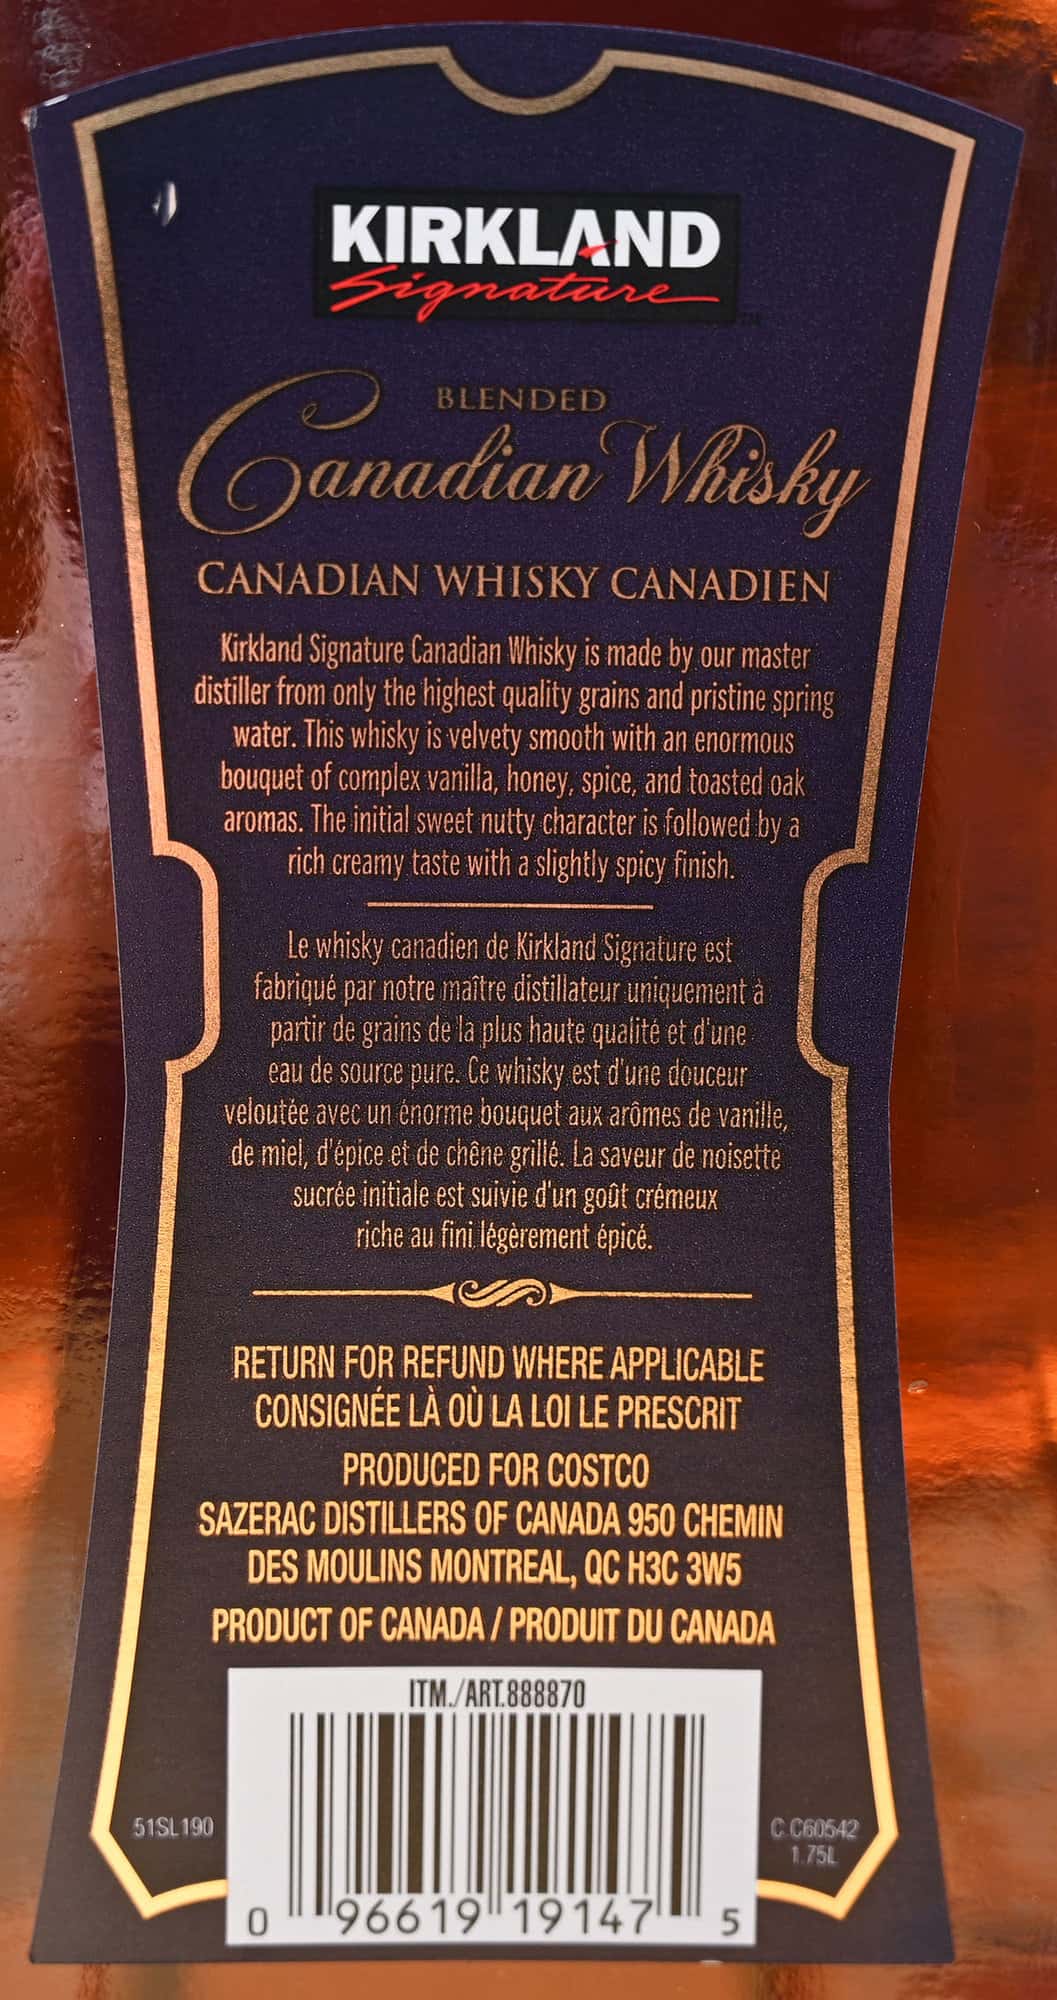 KIRKLAND
Signature
BLENDED
Canadian Whisky
CANADIAN WHISKY CANADIEN
Kirkland Signature Canadian Whisky is made by our master
distiller from only the highest quality grains and pristine spring
water. This whisky is velvety smooth with an enormous
bouquet of complex vanilla, honey, spice, and toasted oak
aromas. The initial sweet nutty character is followed by a
rich creamy taste with a slightly spicy finish.
Le whisky canadien de Kirkland Signature est
fabriqué par notre maître distillateur uniquement à
partir de grains de la plus haute qualité et d'une
eau de source pure. Ce whisky est d'une douceur
veloutée avec un énorme bouquet aux arômes de vanille,
de miel, d'épice et de chêne grillé. La saveur de noisette
sucrée initiale est suivie d'un goût crémeux
riche au fini légèrement épicé.
RETURN FOR REFUND WHERE APPLICABLE
CONSIGNÉE LÀ OÙ LA LOI LE PRESCRIT
PRODUCED FOR COSTCO
SAZERAC DISTILLERS OF CANADA 950 CHEMIN
DES MOULINS MONTREAL, QC H3C 3W5
PRODUCT OF CANADA / PRODUIT DU CANADA
ITM./ART.888870
51SL190
C.C60542
1.75L
0 96619 19147 5